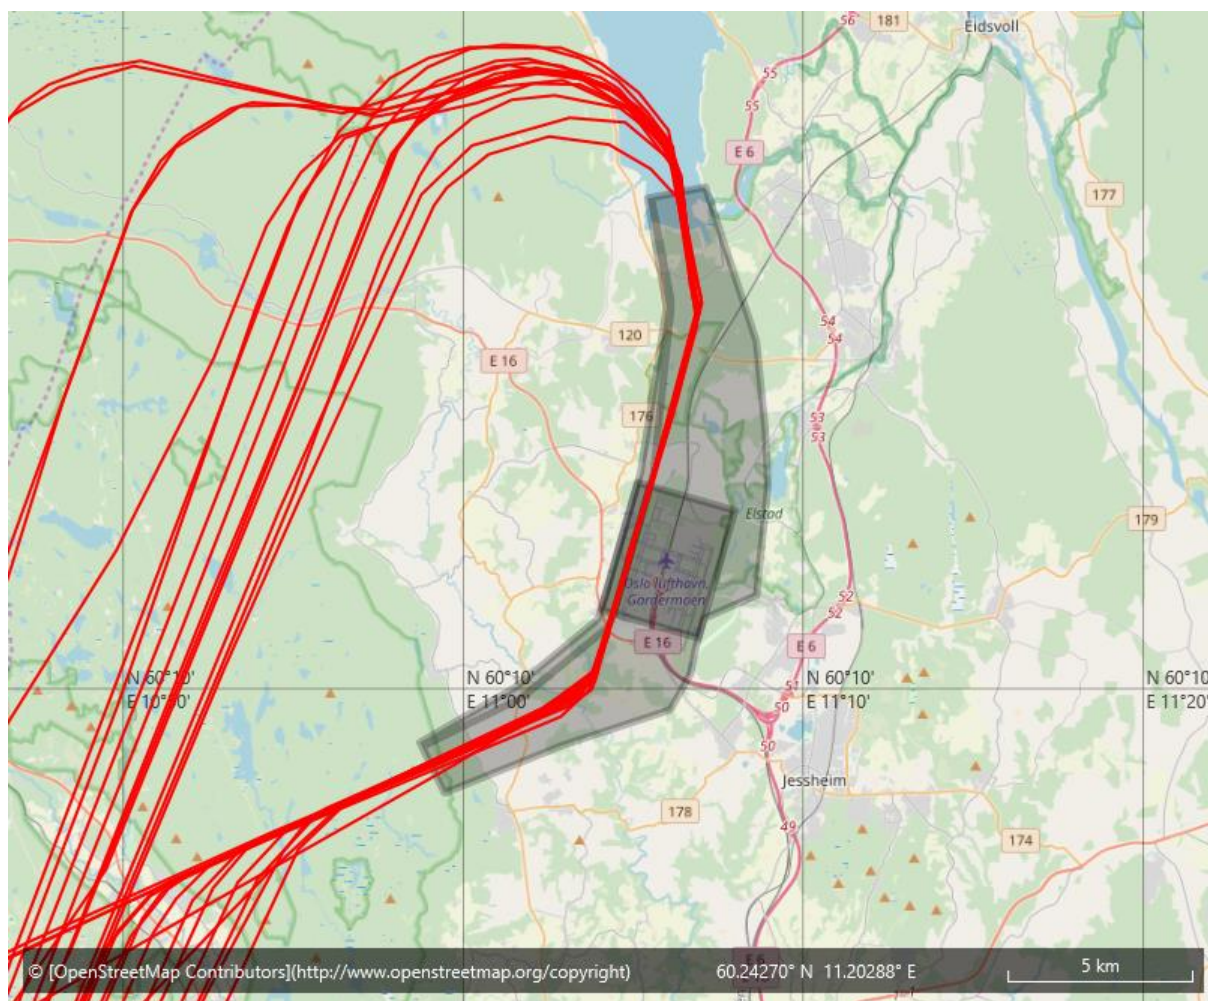 56
181
Eidsvoll
55
55
E 6
177
54
54
120
E 16
176
53
53
Elstad
179
Oslo lufthavn,
Gardermoen
52
52
E 16
E 6
N 60°10'
N 60°10'
N 60°10'
N 60°10'
51
E 11°00'
E 11°10'
E 11°20'
50
50
Jessheim
178
49
174
E 6
© [OpenStreetMap Contributors](http://www.openstreetmap.org/copyright)
60.24270° N 11.20288° E
5 km